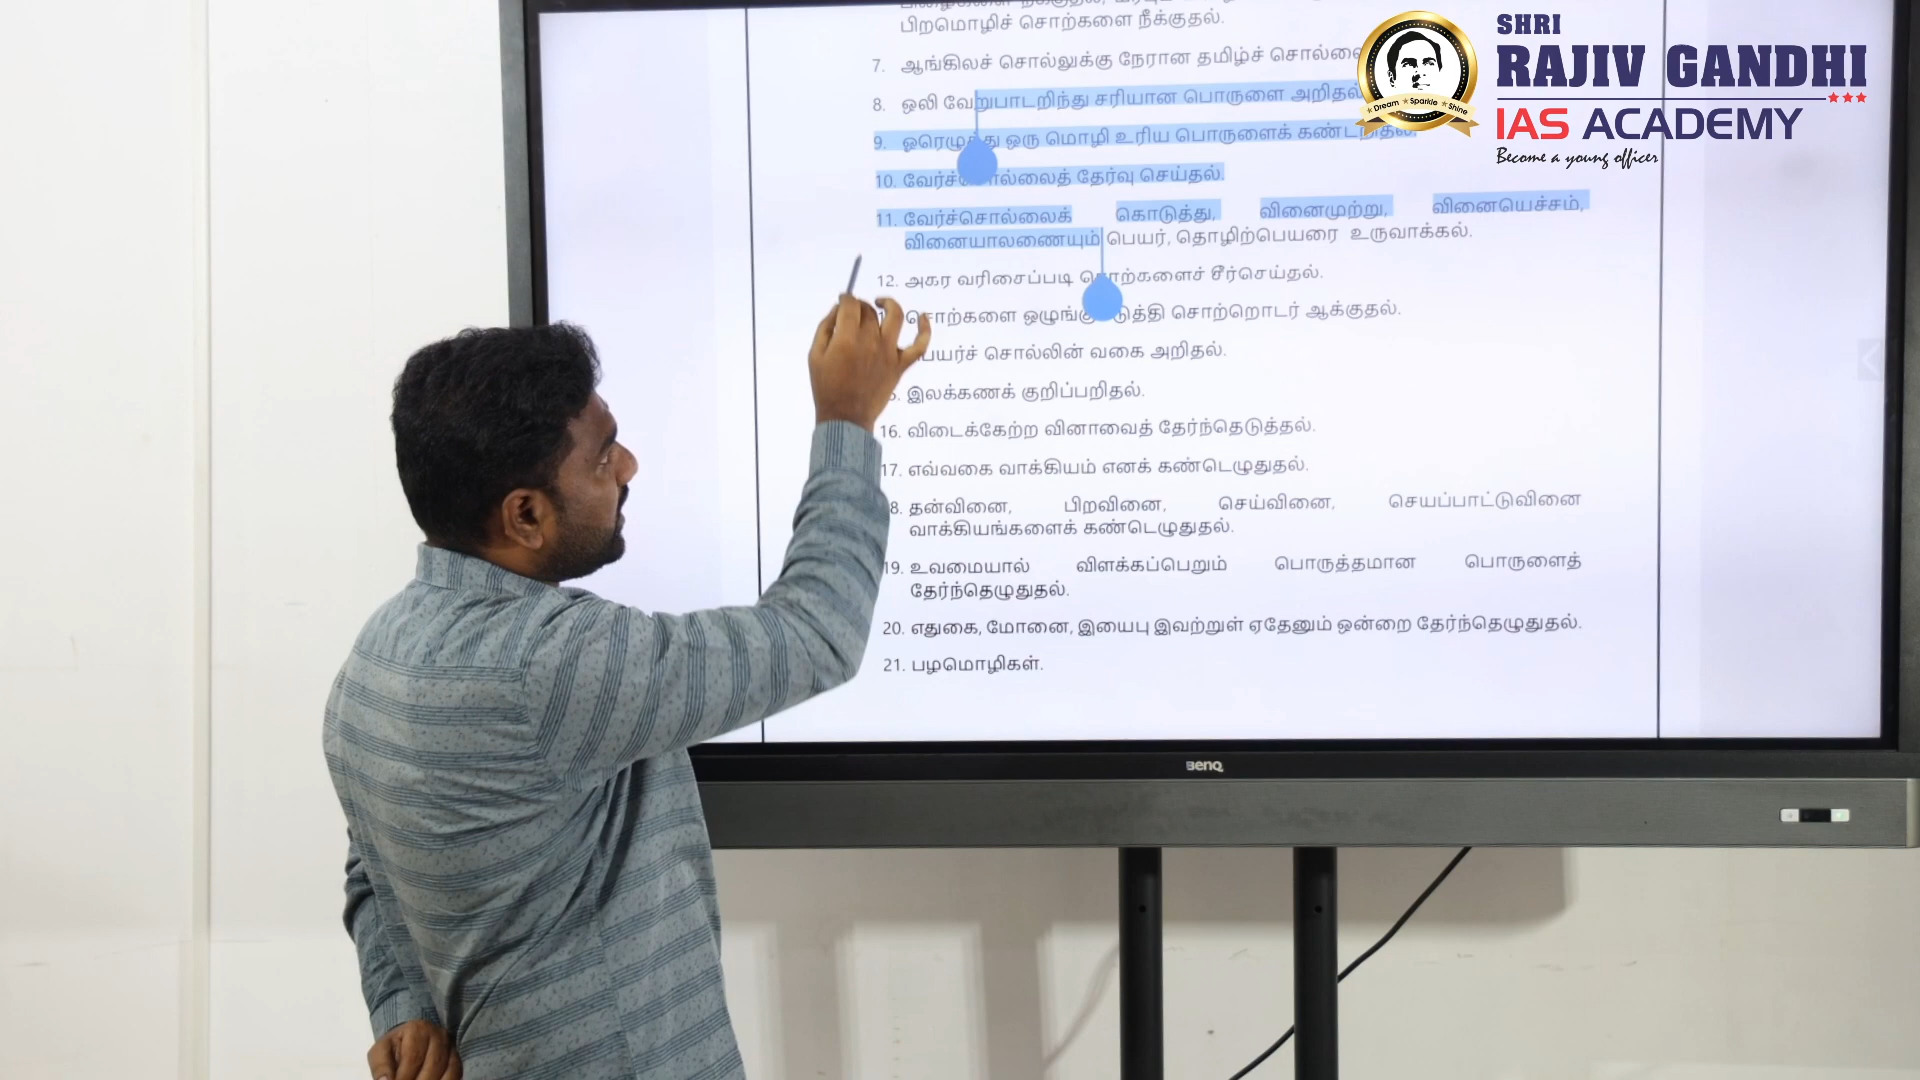 பிறமொழிச் சொற்களை நீக்குதல்.
7. ஆங்கிலச் சொல்லுக்கு நேரான தமிழ்ச்
8. ஒலி வேறுபாடறிந்து சரியான பொருளை அறிதல்
9. ஓரெழுத்து ஒரு மொழி உரிய பொருளைக் கண்டறிதல்.
10. வேர்ச்சொல்லைத் தேர்வு செய்தல்.
11. வேர்ச்சொல்லைக் கொடுத்து, வினைமுற்று, வினையெச்சம்,
வினையாலணையும் பெயர், தொழிற்பெயரை உருவாக்கல்.
12. அகர வரிசைப்படி சொற்களைச் சீர்செய்தல்.
சொற்களை ஒழுங்குபடுத்தி சொற்றொடர் ஆக்குதல்.
பெயர்ச் சொல்லின் வகை அறிதல்.
இலக்கணக் குறிப்பறிதல்.
16. விடைக்கேற்ற வினாவைத் தேர்ந்தெடுத்தல்.
17. எவ்வகை வாக்கியம் எனக் கண்டெழுதுதல்.
8. தன்வினை, பிறவினை, செய்வினை, செயப்பாட்டுவினை
வாக்கியங்களைக் கண்டெழுதுதல்.
19. உவமையால் விளக்கப்பெறும் பொருத்தமான பொருளைத்
தேர்ந்தெழுதுதல்.
20. எதுகை, மோனை, இயைபு இவற்றுள் ஏதேனும் ஒன்றை தேர்ந்தெழுதுதல்.
21. பழமொழிகள்.
BenQ
SHRI
RAJIV GANDHI
IAS ACADEMY
Become a young officer
Dream Sparkle Shine